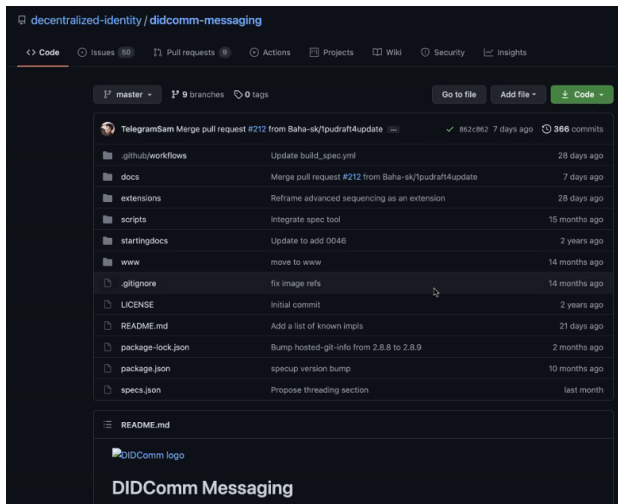 decentralized-identity / didcomm-messaging
<> Code Issues 50 Pull requests 9 Actions Projects Wiki Security Insights
master 9 branches 0 tags Go to file Add file Code
TelegramSam Merge pull request #212 from Baha-sk/1pudraft4update ... 862c862 7 days ago 366 commits
.github/workflows Update build_spec.yml 28 days ago
docs Merge pull request #212 from Baha-sk/1pudraft4update 7 days ago
extensions Reframe advanced sequencing as an extension 28 days ago
scripts Integrate spec tool 15 months ago
startingdocs Update to add 0046 2 years ago
www move to www 14 months ago
.gitignore fix image refs 14 months ago
LICENSE Initial commit 2 years ago
README.md Add a list of known impls 21 days ago
package-lock.json Bump hosted-git-info from 2.8.8 to 2.8.9 2 months ago
package.json specup version bump 10 months ago
specs.json Propose threading section last month
README.md
DIDComm logo
DIDComm Messaging